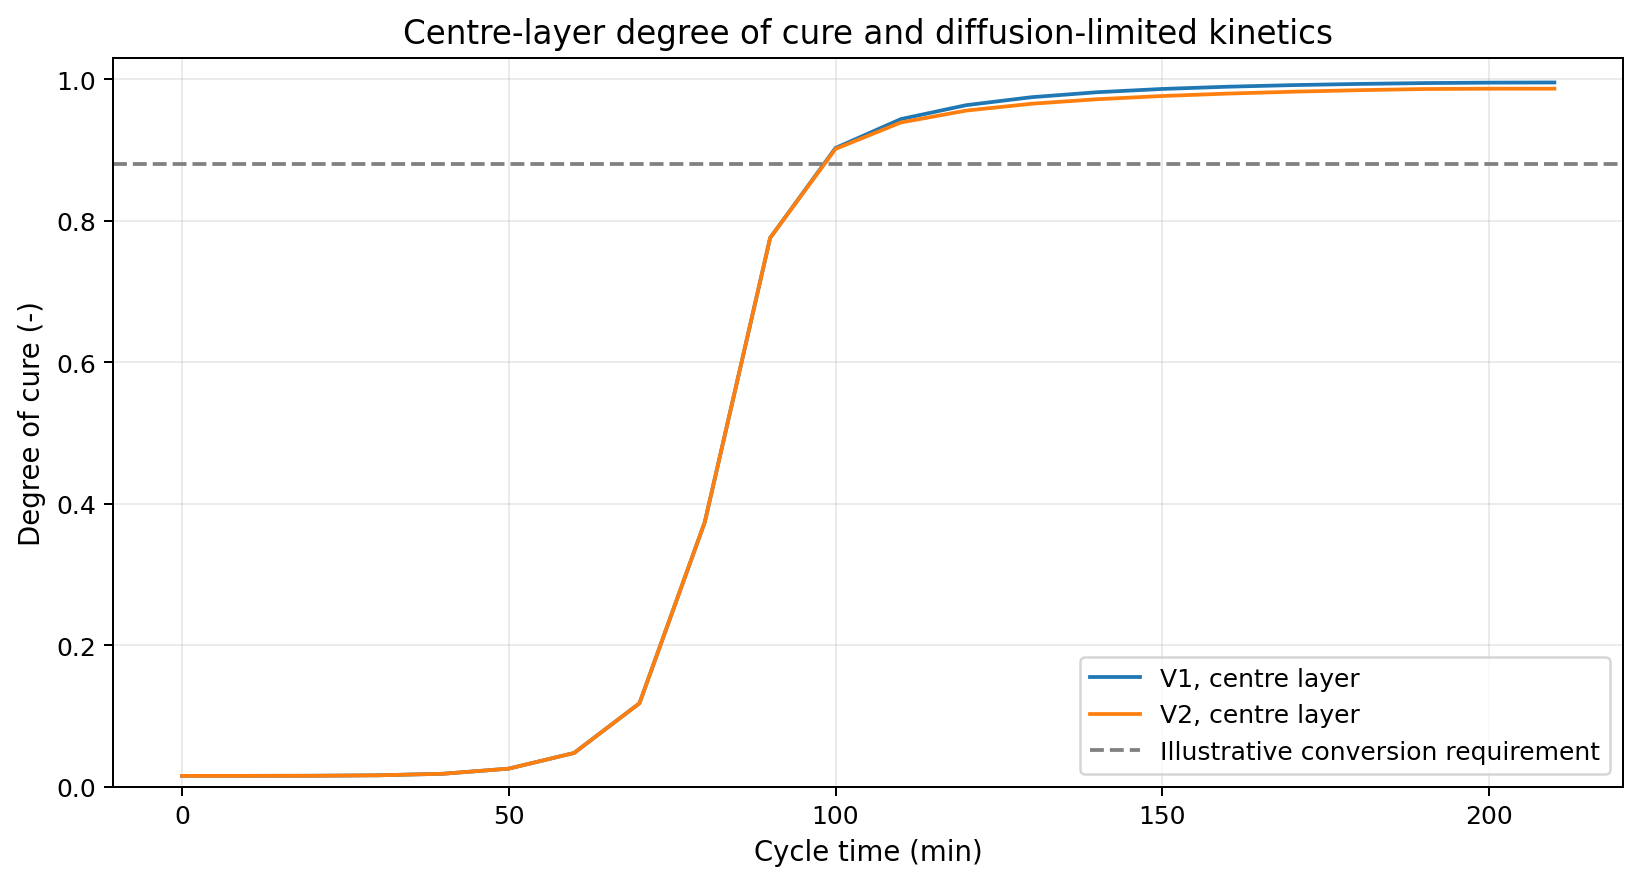 Centre-layer degree of cure and diffusion-limited kinetics
Degree of cure (-)
1.0
0.8
0.6
0.4
0.2
0.0
V1, centre layer
V2, centre layer
Illustrative conversion requirement
0 50 100 150 200
Cycle time (min)